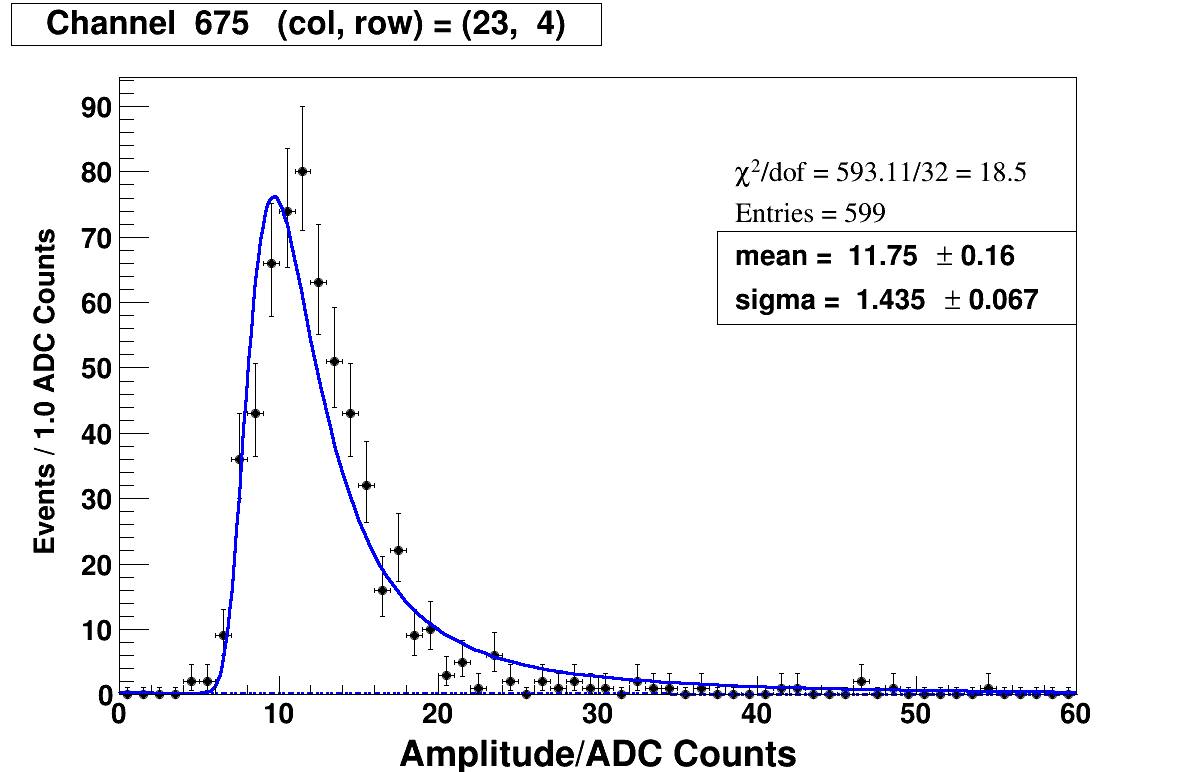 Channel 675 (col, row) = (23, 4)
90
80
70
60
50
40
30
20
10
0
Events / 1.0 ADC Counts
χ²/dof = 593.11/32 = 18.5
Entries = 599
mean = 11.75 ± 0.16
sigma = 1.435 ± 0.067
0 10 20 30 40 50 60
Amplitude/ADC Counts